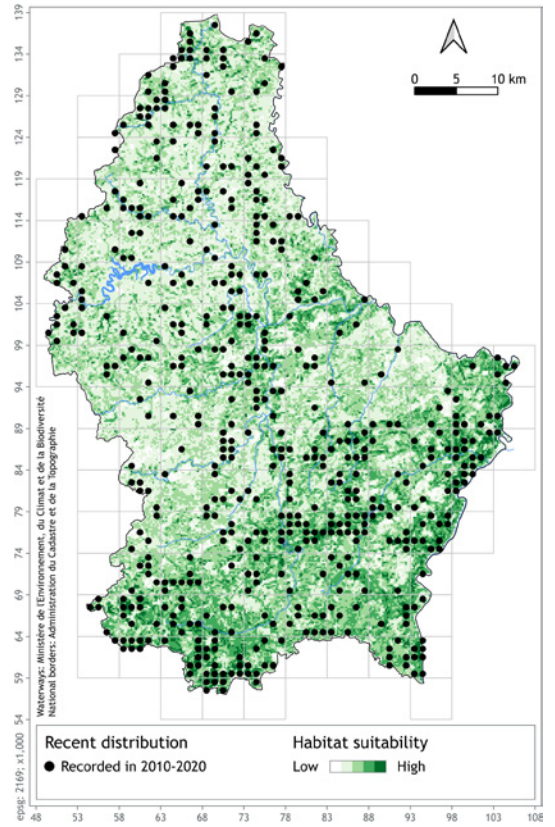 139
134
129
124
119
114
109
104
99
94
89
84
79
74
69
64
59
54
0 5 10 km
Waterways: Ministère de l'Environnement, du Climat et de la Biodiversité
National borders: Administration du Cadastre et de la Topographie
epsg: 2169; x1,000
Recent distribution
Recorded in 2010-2020
Habitat suitability
Low High
48 53 58 63 68 73 78 83 88 93 98 103 108